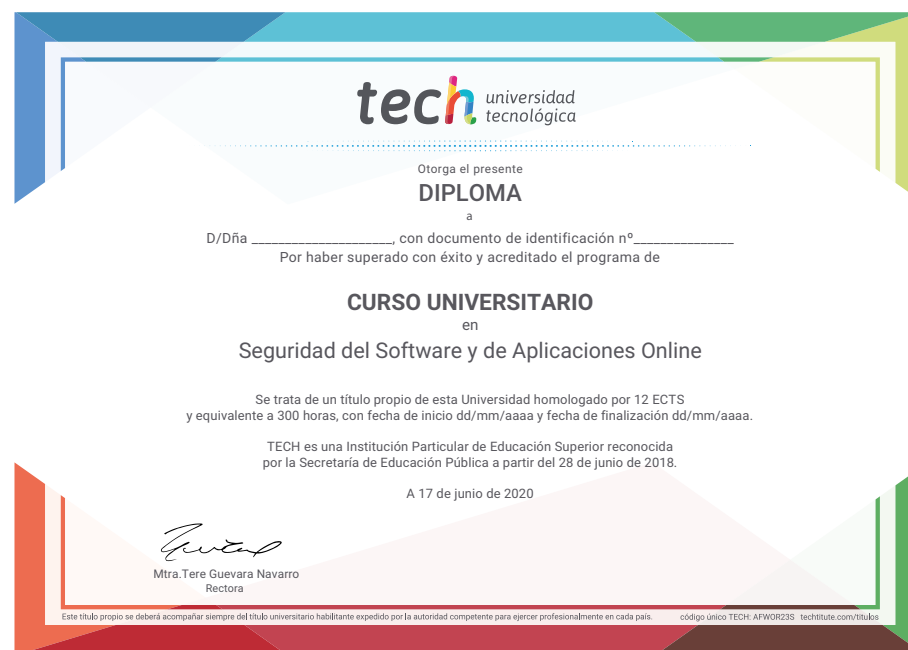 tech universidad
tecnológica
Otorga el presente
DIPLOMA
a
D/Dña _____________________, con documento de identificación nº_______________
Por haber superado con éxito y acreditado el programa de
CURSO UNIVERSITARIO
en
Seguridad del Software y de Aplicaciones Online
Se trata de un título propio de esta Universidad homologado por 12 ECTS
y equivalente a 300 horas, con fecha de inicio dd/mm/aaaa y fecha de finalización dd/mm/aaaa.
TECH es una Institución Particular de Educación Superior reconocida
por la Secretaría de Educación Pública a partir del 28 de junio de 2018.
A 17 de junio de 2020
Mtra.Tere Guevara Navarro
Rectora
Este título propio se deberá acompañar siempre del título universitario habilitante expedido por la autoridad competente para ejercer profesionalmente en cada país. código único TECH: AFWOR23S techtitute.com/titulos